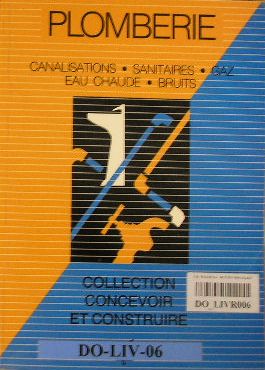 PLOMBERIE
CANALISATIONS • SANITAIRES • GAZ
EAU CHAUDE • BRUITS
COLLECTION
CONCEVOIR
ET CONSTRUIRE
DO_LIVR006
DO-LIV-06